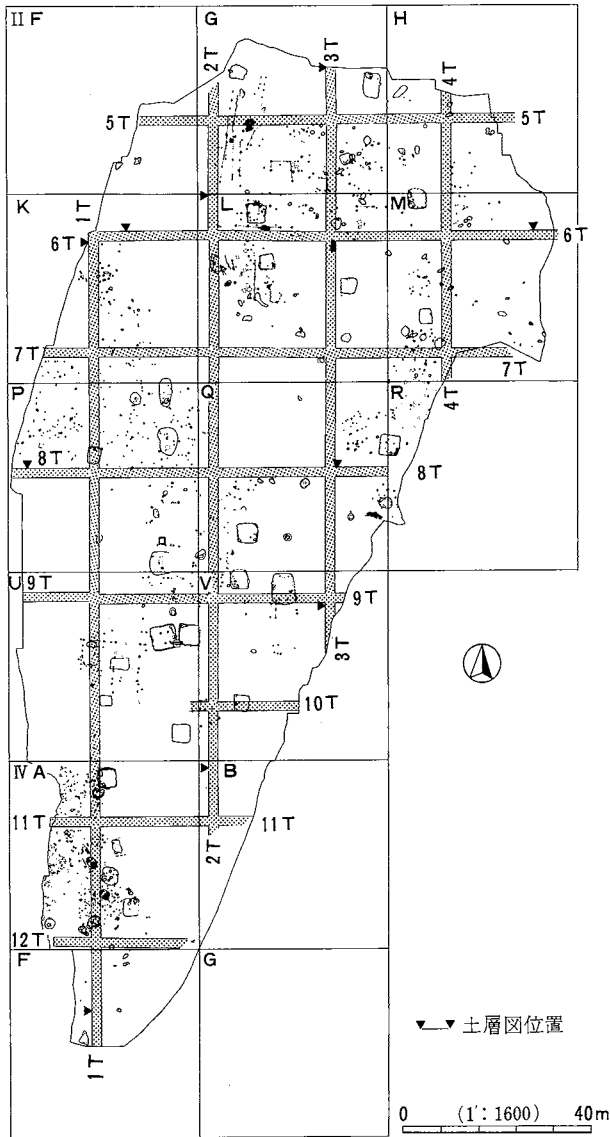 II F G H
2T 3T 4T
5T 5T
K L M
1T
6T 6T
7T 7T
4T
P Q R
8T 8T
U V
9T 9T
3T
10T
IV A B
11T 11T
2T
12T
F G
1T
▼—▼ 土層図位置
0 (1′: 1600) 40m